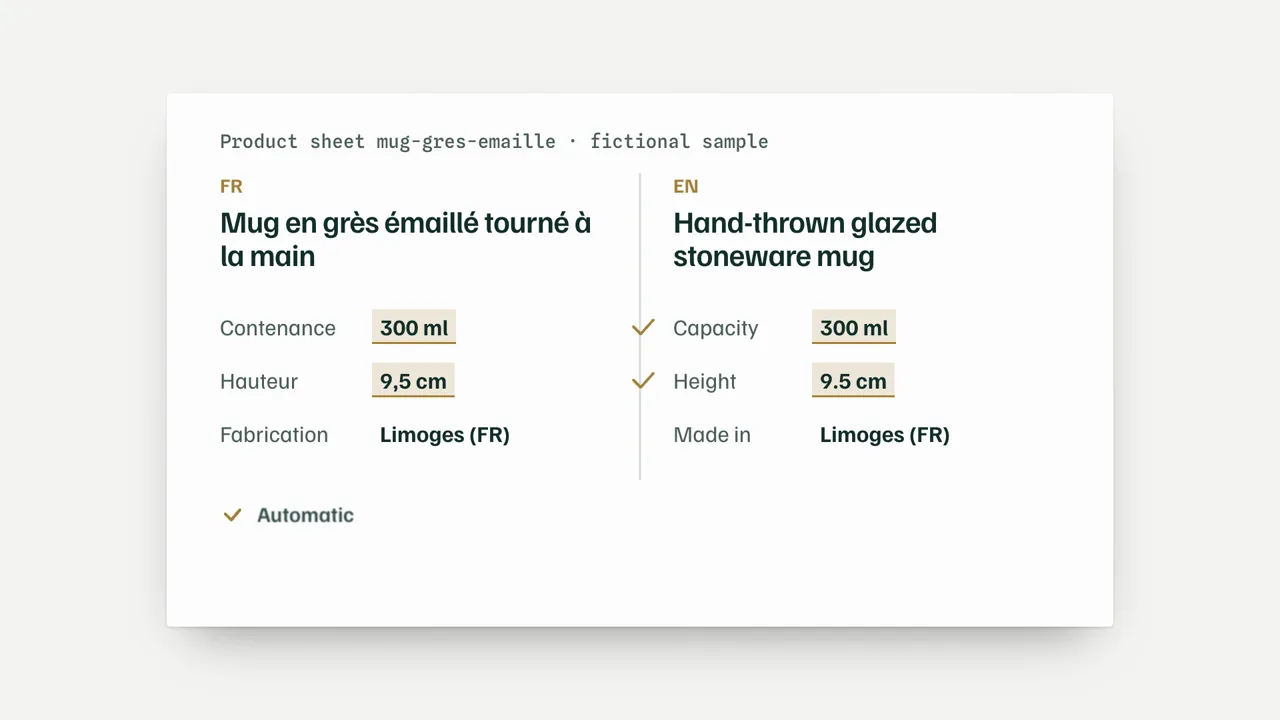 Product sheet mug-gres-emaille · fictional sample
FR
Mug en grès émaillé tourné à
la main
Contenance 300 ml
Hauteur 9,5 cm
Fabrication Limoges (FR)
EN
Hand-thrown glazed
stoneware mug
Capacity 300 ml
Height 9.5 cm
Made in Limoges (FR)
Automatic